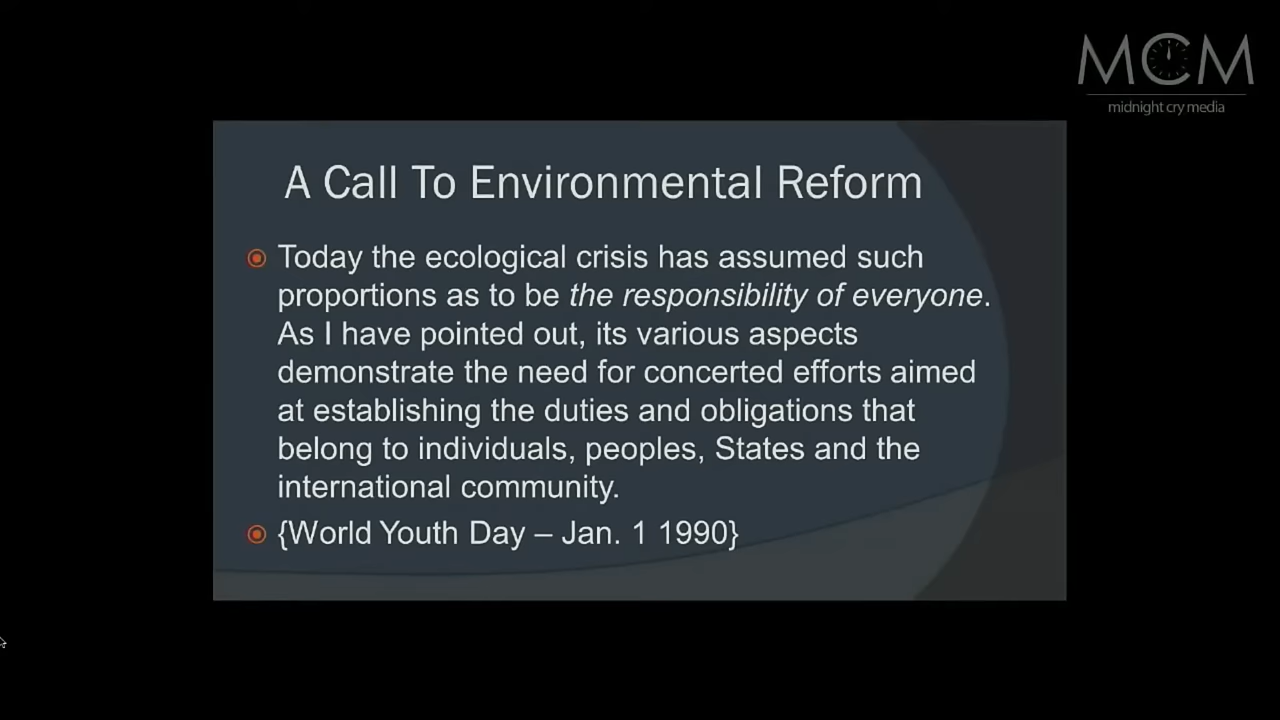 MCM
midnight cry media
A Call To Environmental Reform
Today the ecological crisis has assumed such
proportions as to be the responsibility of everyone.
As I have pointed out, its various aspects
demonstrate the need for concerted efforts aimed
at establishing the duties and obligations that
belong to individuals, peoples, States and the
international community.
{World Youth Day – Jan. 1 1990}